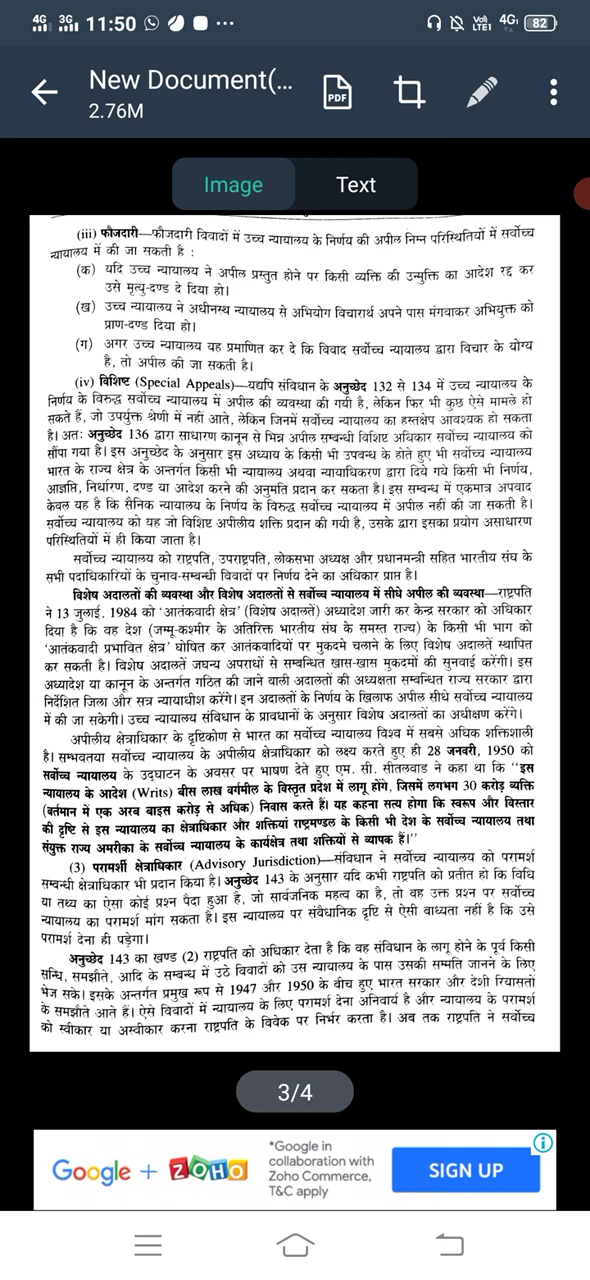 4G 3G 11:50 ... Vo) LTE1 4G 82
New Document(...
2.76M
PDF
Image Text
(iii) फौजदारी—फौजदारी विवादों में उच्च न्यायालय के निर्णय की अपील निम्न परिस्थितियों में सर्वोच्च
न्यायालय में की जा सकती है :
(क) यदि उच्च न्यायालय ने अपील प्रस्तुत होने पर किसी व्यक्ति की उन्मुक्ति का आदेश रद्द कर
उसे मृत्यु-दण्ड दे दिया हो।
(ख) उच्च न्यायालय ने अधीनस्थ न्यायालय से अभियोग विचारार्थ अपने पास मंगवाकर अभियुक्त को
प्राण-दण्ड दिया हो।
(ग) अगर उच्च न्यायालय यह प्रमाणित कर दे कि विवाद सर्वोच्च न्यायालय द्वारा विचार के योग्य
है, तो अपील की जा सकती है।
(iv) विशिष्ट (Special Appeals)—यद्यपि संविधान के अनुच्छेद 132 से 134 में उच्च न्यायालय के
निर्णय के विरुद्ध सर्वोच्च न्यायालय में अपील की व्यवस्था की गयी है, लेकिन फिर भी कुछ ऐसे मामले हो
सकते हैं, जो उपर्युक्त श्रेणी में नहीं आते, लेकिन जिनमें सर्वोच्च न्यायालय का हस्तक्षेप आवश्यक हो सकता
है। अतः अनुच्छेद 136 द्वारा साधारण कानून से भिन्न अपील सम्बन्धी विशिष्ट अधिकार सर्वोच्च न्यायालय को
सौंपा गया है। इस अनुच्छेद के अनुसार इस अध्याय के किसी भी उपबन्ध के होते हुए भी सर्वोच्च न्यायालय
भारत के राज्य क्षेत्र के अन्तर्गत किसी भी न्यायालय अथवा न्यायाधिकरण द्वारा दिये गये किसी भी निर्णय,
आज्ञप्ति, निर्धारण, दण्ड या आदेश करने की अनुमति प्रदान कर सकता है। इस सम्बन्ध में एकमात्र अपवाद
केवल यह है कि सैनिक न्यायालय के निर्णय के विरुद्ध सर्वोच्च न्यायालय में अपील नहीं की जा सकती है।
सर्वोच्च न्यायालय को यह जो विशिष्ट अपीलीय शक्ति प्रदान की गयी है, उसके द्वारा इसका प्रयोग असाधारण
परिस्थितियों में ही किया जाता है।
सर्वोच्च न्यायालय को राष्ट्रपति, उपराष्ट्रपति, लोकसभा अध्यक्ष और प्रधानमन्त्री सहित भारतीय संघ के
सभी पदाधिकारियों के चुनाव-सम्बन्धी विवादों पर निर्णय देने का अधिकार प्राप्त है।
विशेष अदालतों की व्यवस्था और विशेष अदालतों से सर्वोच्च न्यायालय में सीधे अपील की व्यवस्था—राष्ट्रपति
ने 13 जुलाई, 1984 को 'आतंकवादी क्षेत्र' (विशेष अदालतें) अध्यादेश जारी कर केन्द्र सरकार को अधिकार
दिया है कि वह देश (जम्मू-कश्मीर के अतिरिक्त भारतीय संघ के समस्त राज्य) के किसी भी भाग को
'आतंकवादी प्रभावित क्षेत्र' घोषित कर आतंकवादियों पर मुकदमे चलाने के लिए विशेष अदालतें स्थापित
कर सकती है। विशेष अदालतें जघन्य अपराधों से सम्बन्धित खास-खास मुकदमों की सुनवाई करेंगी। इस
अध्यादेश या कानून के अन्तर्गत गठित की जाने वाली अदालतों की अध्यक्षता सम्बन्धित राज्य सरकार द्वारा
निर्देशित जिला और सत्र न्यायाधीश करेंगे। इन अदालतों के निर्णय के खिलाफ अपील सीधे सर्वोच्च न्यायालय
में की जा सकेगी। उच्च न्यायालय संविधान के प्रावधानों के अनुसार विशेष अदालतों का अधीक्षण करेंगे।
अपीलीय क्षेत्राधिकार के दृष्टिकोण से भारत का सर्वोच्च न्यायालय विश्व में सबसे अधिक शक्तिशाली
है। सम्भवतया सर्वोच्च न्यायालय के अपीलीय क्षेत्राधिकार को लक्ष्य करते हुए ही 28 जनवरी, 1950 को
सर्वोच्च न्यायालय के उद्घाटन के अवसर पर भाषण देते हुए एम. सी. सीतलवाड ने कहा था कि "इस
न्यायालय के आदेश (Writs) बीस लाख वर्गमील के विस्तृत प्रदेश में लागू होंगे, जिसमें लगभग 30 करोड़ व्यक्ति
(वर्तमान में एक अरब बाइस करोड़ से अधिक) निवास करते हैं। यह कहना सत्य होगा कि स्वरूप और विस्तार
की दृष्टि से इस न्यायालय का क्षेत्राधिकार और शक्तियां राष्ट्रमण्डल के किसी भी देश के सर्वोच्च न्यायालय तथा
संयुक्त राज्य अमरीका के सर्वोच्च न्यायालय के कार्यक्षेत्र तथा शक्तियों से व्यापक हैं।"
(3) परामर्शी क्षेत्राधिकार (Advisory Jurisdiction)—संविधान ने सर्वोच्च न्यायालय को परामर्श
सम्बन्धी क्षेत्राधिकार भी प्रदान किया है। अनुच्छेद 143 के अनुसार यदि कभी राष्ट्रपति को प्रतीत हो कि विधि
या तथ्य का ऐसा कोई प्रश्न पैदा हुआ है, जो सार्वजनिक महत्व का है, तो वह उक्त प्रश्न पर सर्वोच्च
न्यायालय का परामर्श मांग सकता है। इस न्यायालय पर संवैधानिक दृष्टि से ऐसी बाध्यता नहीं है कि उसे
परामर्श देना ही पड़ेगा।
अनुच्छेद 143 का खण्ड (2) राष्ट्रपति को अधिकार देता है कि वह संविधान के लागू होने के पूर्व किसी
सन्धि, समझौते, आदि के सम्बन्ध में उठे विवादों को उस न्यायालय के पास उसकी सम्मति जानने के लिए
भेज सके। इसके अन्तर्गत प्रमुख रूप से 1947 और 1950 के बीच हुए भारत सरकार और देशी रियासतों
के समझौते आते हैं। ऐसे विवादों में न्यायालय के लिए परामर्श देना अनिवार्य है और न्यायालय के परामर्श
को स्वीकार या अस्वीकार करना राष्ट्रपति के विवेक पर निर्भर करता है। अब तक राष्ट्रपति ने सर्वोच्च
3/4
Google + ZOHO
*Google in
collaboration with
Zoho Commerce,
T&C apply
SIGN UP